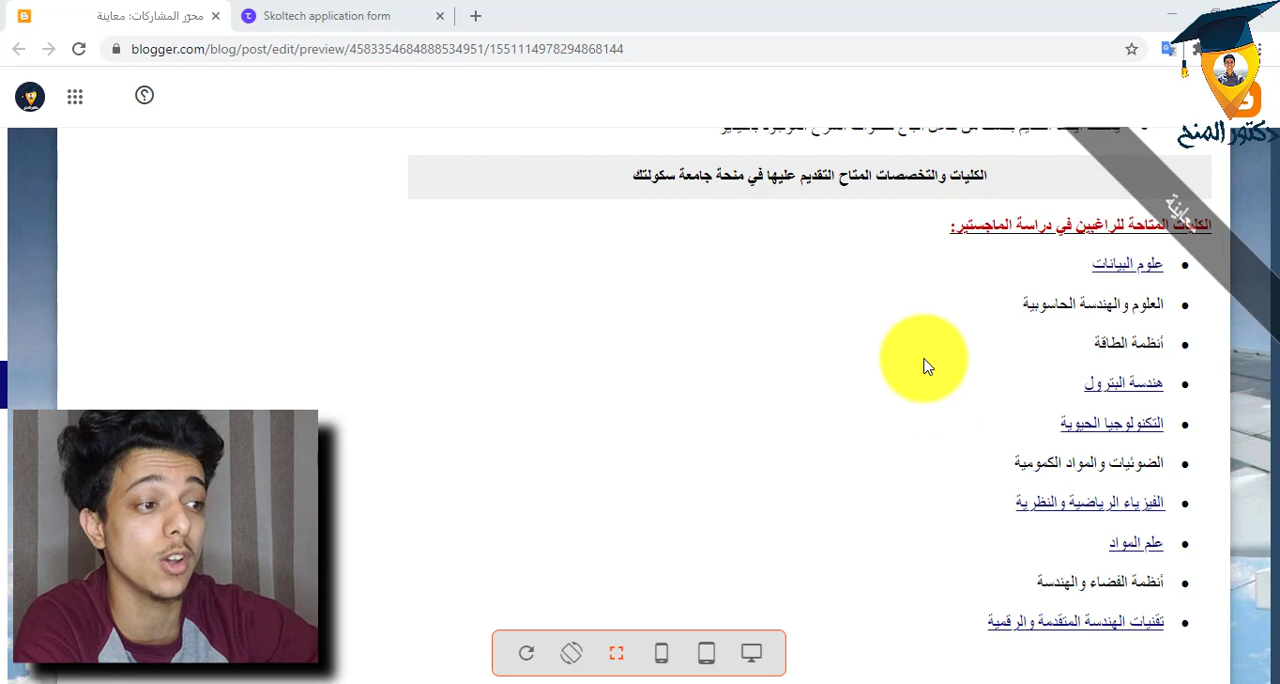 محرّر المشاركات: معاينة
Skoltech application form
blogger.com/blog/post/edit/preview/4583354684888534951/1551114978294868144
دكتور المنح
معاينة
الكليات والتخصصات المتاح التقديم عليها في منحة جامعة سكولتك
الكليات المتاحة للراغبين في دراسة الماجستير:
علوم البيانات
العلوم والهندسة الحاسوبية
أنظمة الطاقة
هندسة البترول
التكنولوجيا الحيوية
الضوئيات والمواد الكمومية
الفيزياء الرياضية والنظرية
علم المواد
أنظمة الفضاء والهندسة
تقنيات الهندسة المتقدمة والرقمية